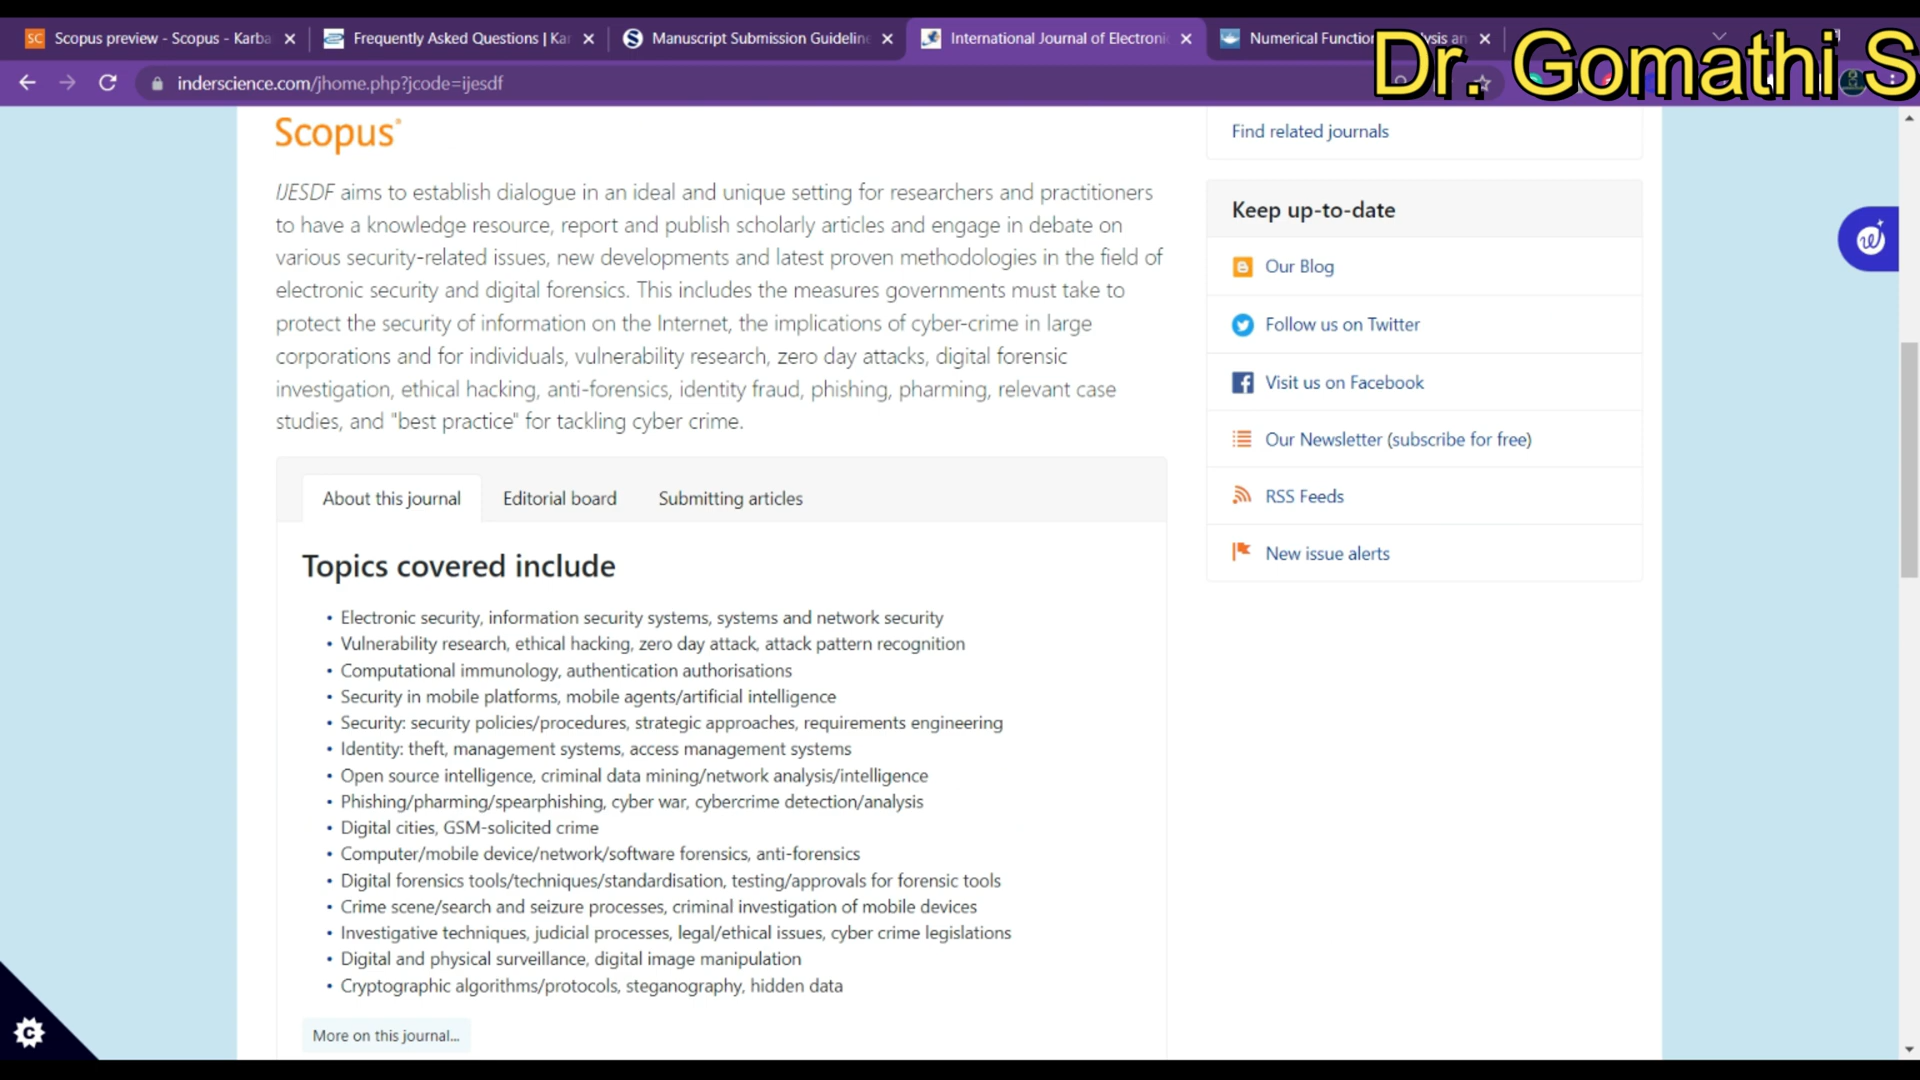 Scopus preview - Scopus - Karba
Frequently Asked Questions | Kar
Manuscript Submission Guideline
International Journal of Electronic
Numerical Function
Dr. Gomathi S
inderscience.com/jhome.php?jcode=ijesdf
Scopus
IJESDF aims to establish dialogue in an ideal and unique setting for researchers and practitioners
to have a knowledge resource, report and publish scholarly articles and engage in debate on
various security-related issues, new developments and latest proven methodologies in the field of
electronic security and digital forensics. This includes the measures governments must take to
protect the security of information on the Internet, the implications of cyber-crime in large
corporations and for individuals, vulnerability research, zero day attacks, digital forensic
investigation, ethical hacking, anti-forensics, identity fraud, phishing, pharming, relevant case
studies, and "best practice" for tackling cyber crime.
About this journal
Editorial board
Submitting articles
Topics covered include
• Electronic security, information security systems, systems and network security
• Vulnerability research, ethical hacking, zero day attack, attack pattern recognition
• Computational immunology, authentication authorisations
• Security in mobile platforms, mobile agents/artificial intelligence
• Security: security policies/procedures, strategic approaches, requirements engineering
• Identity: theft, management systems, access management systems
• Open source intelligence, criminal data mining/network analysis/intelligence
• Phishing/pharming/spearphishing, cyber war, cybercrime detection/analysis
• Digital cities, GSM-solicited crime
• Computer/mobile device/network/software forensics, anti-forensics
• Digital forensics tools/techniques/standardisation, testing/approvals for forensic tools
• Crime scene/search and seizure processes, criminal investigation of mobile devices
• Investigative techniques, judicial processes, legal/ethical issues, cyber crime legislations
• Digital and physical surveillance, digital image manipulation
• Cryptographic algorithms/protocols, steganography, hidden data
More on this journal...
Find related journals
Keep up-to-date
Our Blog
Follow us on Twitter
Visit us on Facebook
Our Newsletter (subscribe for free)
RSS Feeds
New issue alerts